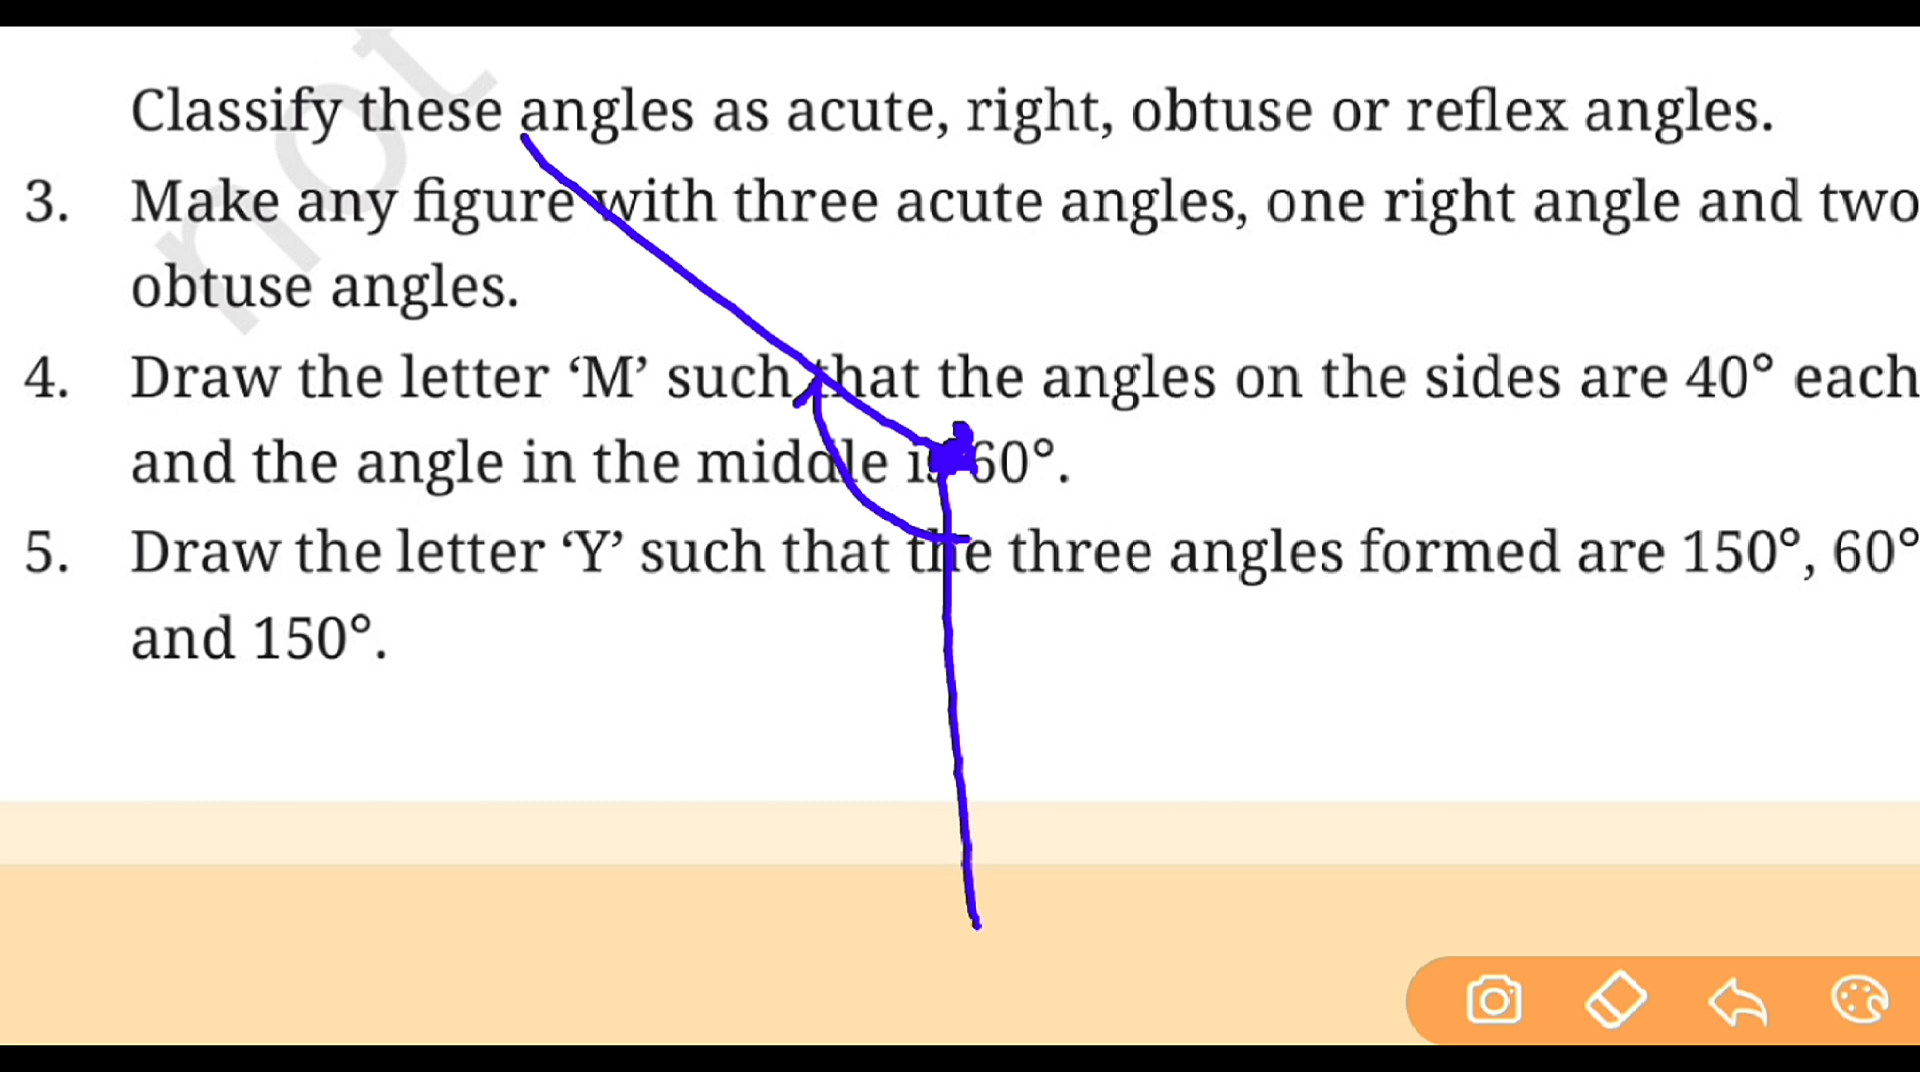 Classify these angles as acute, right, obtuse or reflex angles.
3. Make any figure with three acute angles, one right angle and two
obtuse angles.
4. Draw the letter ‘M’ such that the angles on the sides are 40° each
and the angle in the middle is 60°.
5. Draw the letter ‘Y’ such that the three angles formed are 150°, 60°
and 150°.
not